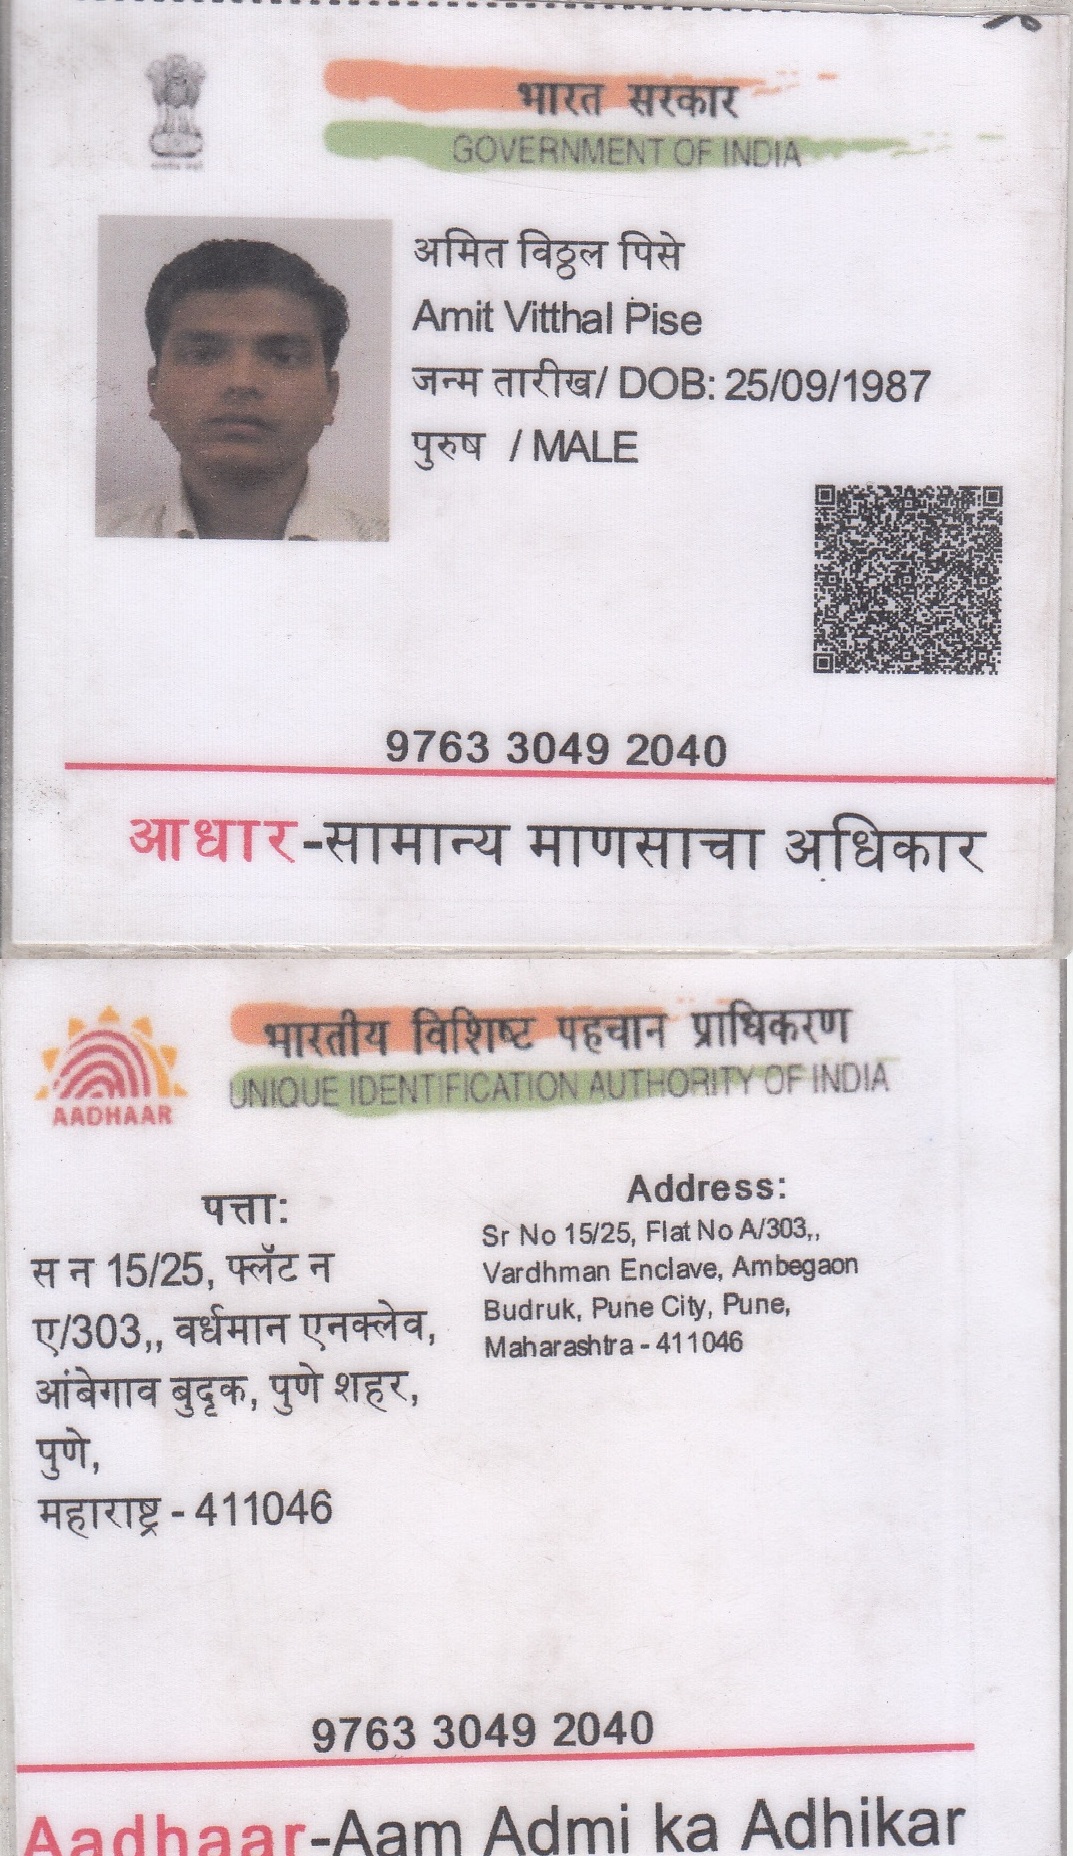 भारत सरकार
GOVERNMENT OF INDIA
अमित विठ्ठल पिसे
Amit Vitthal Pise
जन्म तारीख/ DOB: 25/09/1987
पुरुष / MALE
9763 3049 2040
आधार-सामान्य माणसाचा अधिकार
भारतीय विशिष्ट पहचान प्राधिकरण
UNIQUE IDENTIFICATION AUTHORITY OF INDIA
AADHAAR
पत्ता:
स न 15/25, फ्लॅट न
ए/303,, वर्धमान एनक्लेव,
आंबेगाव बुद्रुक, पुणे शहर,
पुणे,
महाराष्ट्र - 411046
Address:
Sr No 15/25, Flat No A/303,,
Vardhman Enclave, Ambegaon
Budruk, Pune City, Pune,
Maharashtra - 411046
9763 3049 2040
Aadhaar-Aam Admi ka Adhikar